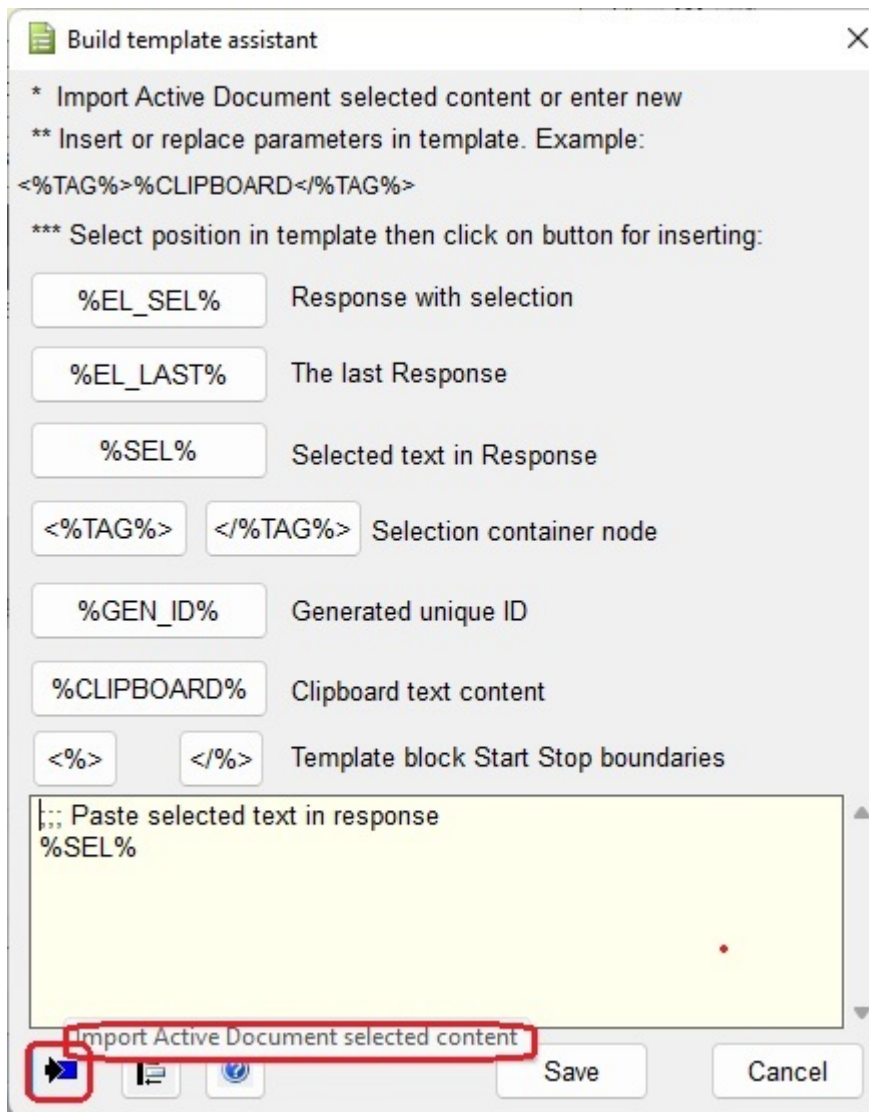 Build template assistant
* Import Active Document selected content or enter new
** Insert or replace parameters in template. Example:
<%TAG%>%CLIPBOARD</%TAG%>
*** Select position in template then click on button for inserting:
%EL_SEL% Response with selection
%EL_LAST% The last Response
%SEL% Selected text in Response
<%TAG%> </%TAG%> Selection container node
%GEN_ID% Generated unique ID
%CLIPBOARD% Clipboard text content
<%> </%> Template block Start Stop boundaries
;;; Paste selected text in response
%SEL%
Import Active Document selected content
Save Cancel